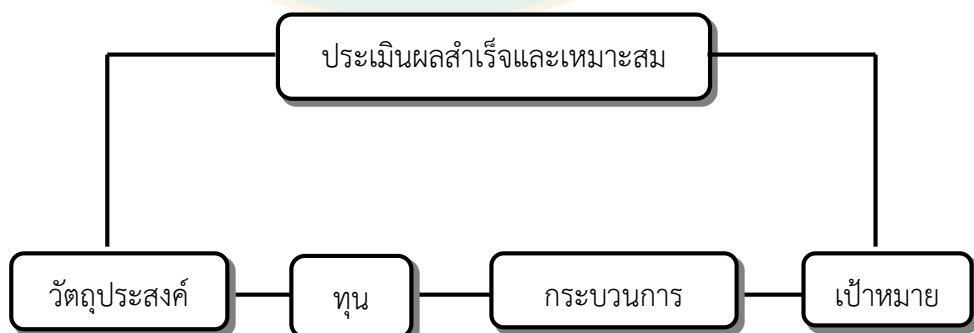 ประเมินผลสำเร็จและเหมาะสม
วัตถุประสงค์
ทุน
กระบวนการ
เป้าหมาย